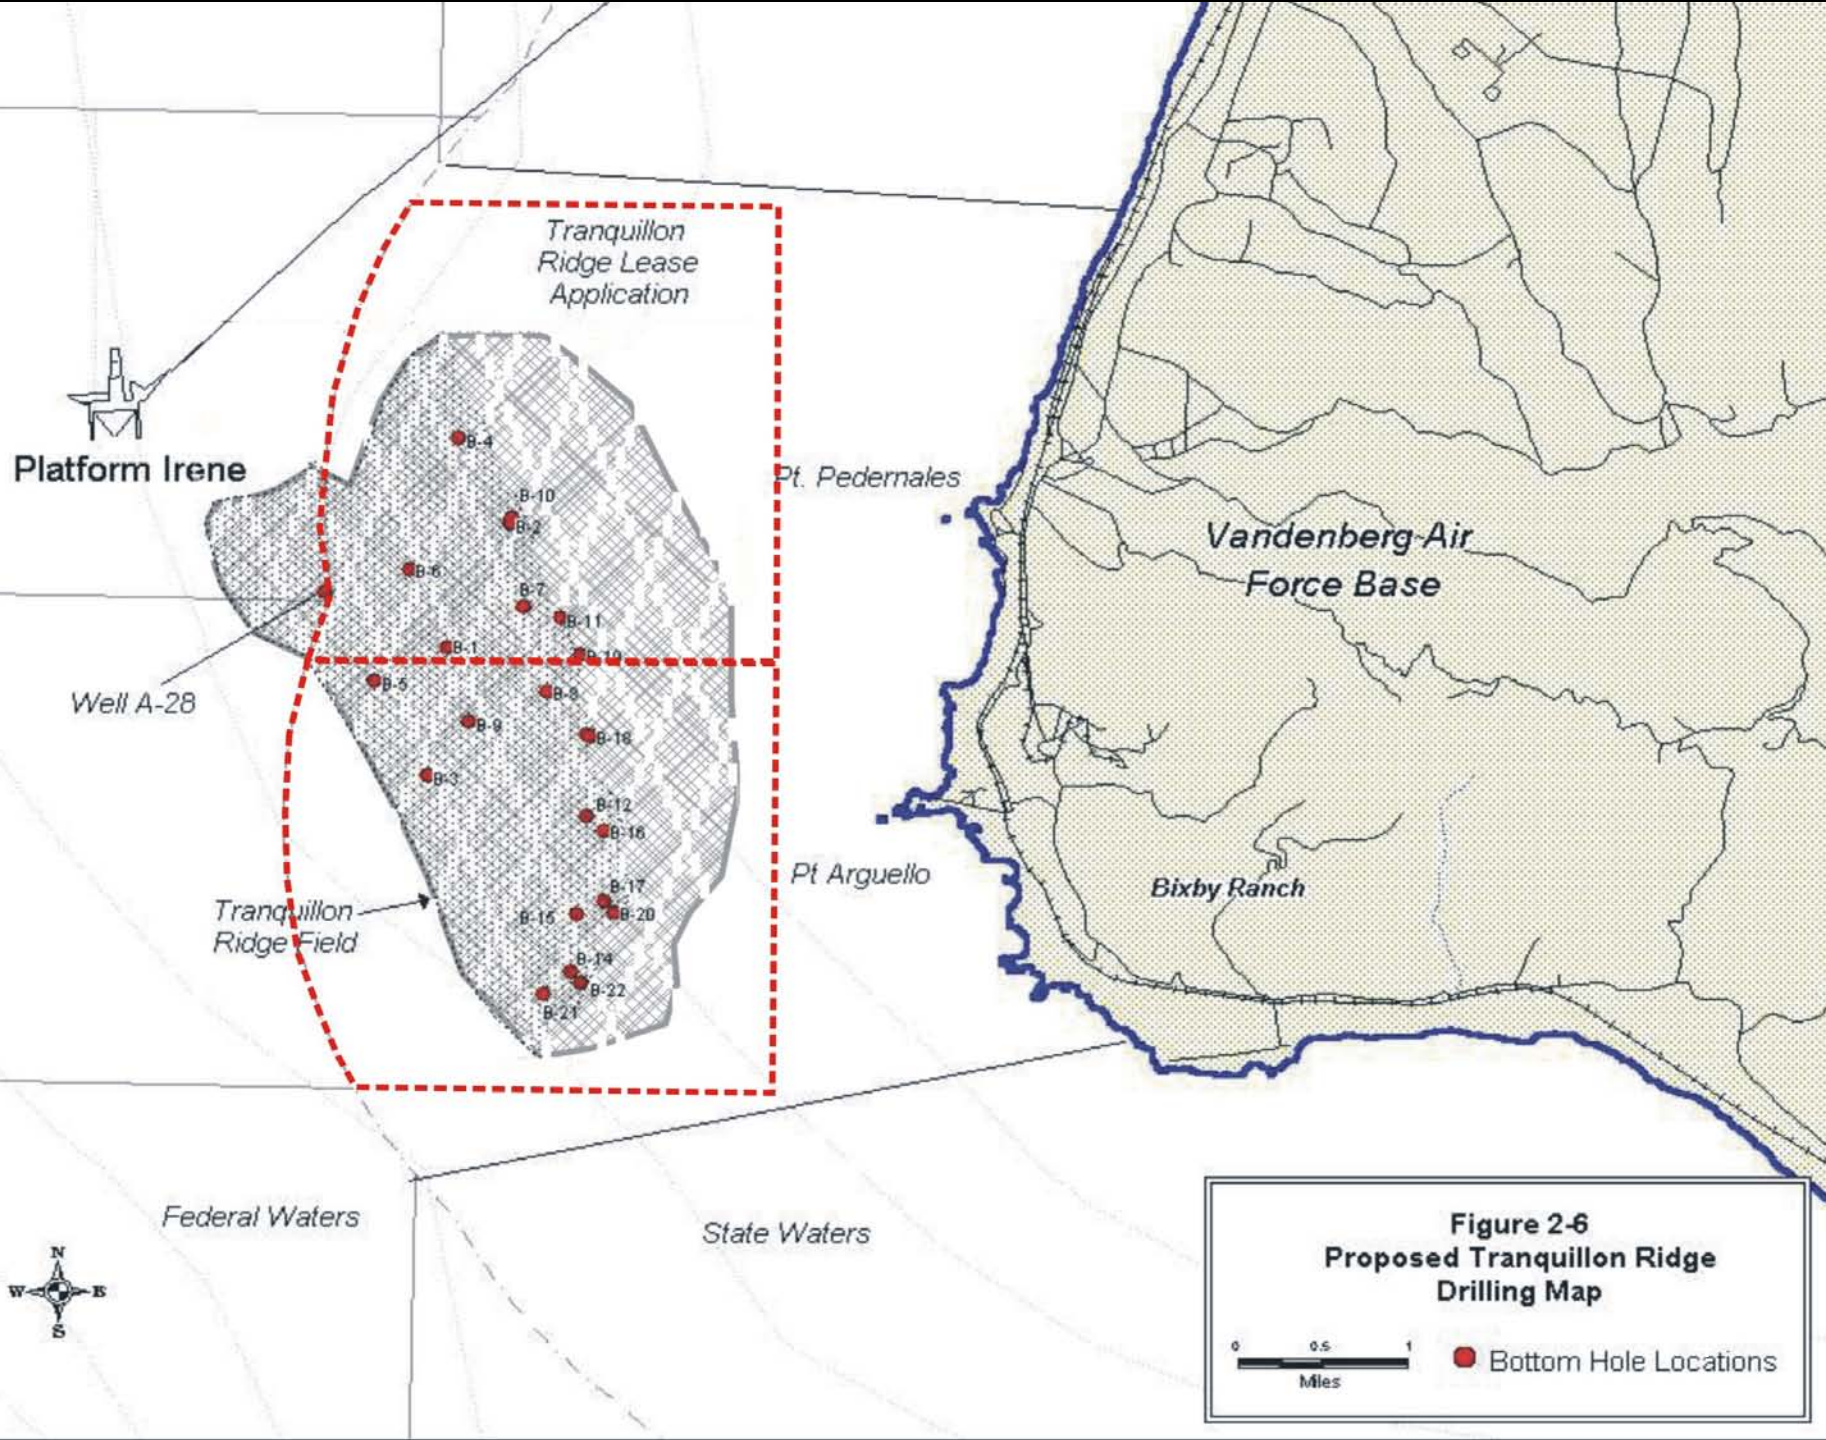 Tranquillon
Ridge Lease
Application
B-4
Platform Irene
Pt. Pedernales
B-10
B-2
Vandenberg Air
Force Base
B-6
B-7
B-11
B-1
B-5
B-8
Well A-28
B-9
B-18
B-3
B-12
B-16
Pt Arguello
B-17
Bixby Ranch
Tranquillon
Ridge Field
B-15
B-20
B-14
B-22
B-21
Federal Waters
State Waters
N
W
E
S
Figure 2-6
Proposed Tranquillon Ridge
Drilling Map
0 0.5 1
Miles
Bottom Hole Locations